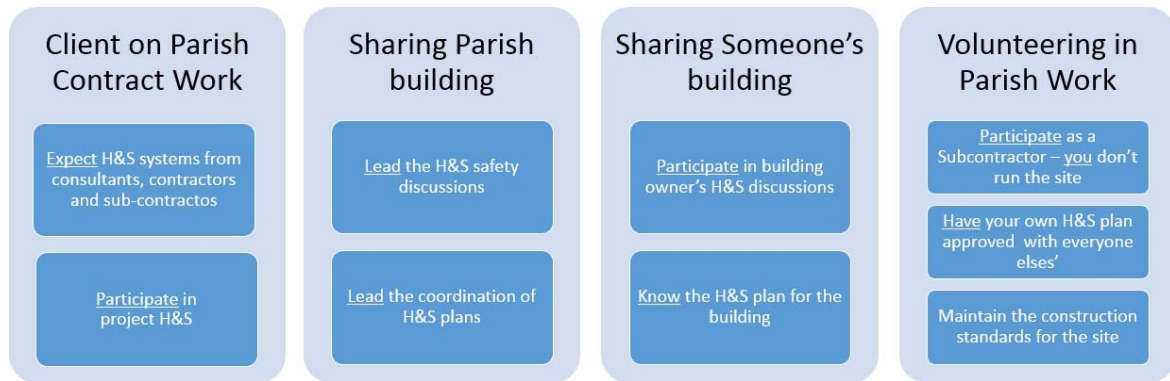 Client on Parish
Contract Work
Expect H&S systems from
consultants, contractors
and sub-contractos
Participate in
project H&S
Sharing Parish
building
Lead the H&S safety
discussions
Lead the coordination of
H&S plans
Sharing Someone's
building
Participate in building
owner's H&S discussions
Know the H&S plan for the
building
Volunteering in
Parish Work
Participate as a
Subcontractor – you don't
run the site
Have your own H&S plan
approved  with everyone
elses'
Maintain the construction
standards for the site